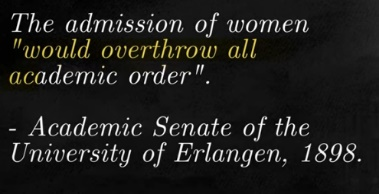 The admission of women
"would overthrow all
academic order".
- Academic Senate of the
University of Erlangen, 1898.